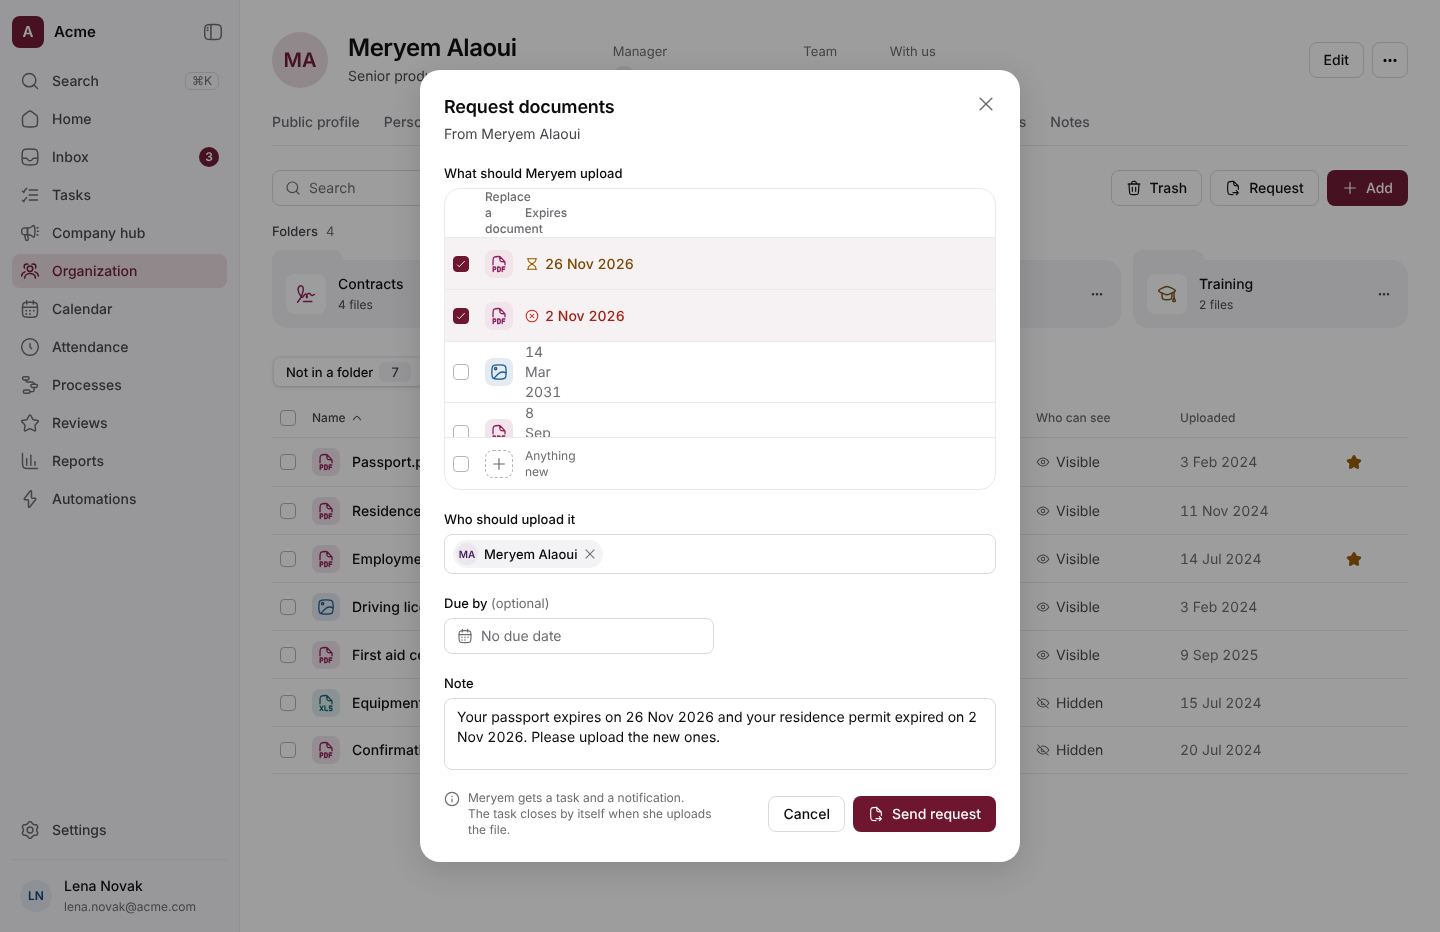 A Acme
Search ⌘K
Home
Inbox 3
Tasks
Company hub
Organization
Calendar
Attendance
Processes
Reviews
Reports
Automations
Settings
LN Lena Novak
lena.novak@acme.com
MA Meryem Alaoui
Senior
Manager Team With us
Edit
Public profile
Notes
Search
Trash Request Add
Folders 4
Contracts
4 files
Training
2 files
Not in a folder 7
Name Who can see Uploaded
PDF Visible 3 Feb 2024
PDF Residence Visible 11 Nov 2024
PDF Visible 14 Jul 2024
Driving Visible 3 Feb 2024
PDF First aid Visible 9 Sep 2025
XLS Hidden 15 Jul 2024
PDF Hidden 20 Jul 2024
Request documents
From Meryem Alaoui
What should Meryem upload
Replace
a Expires
document
PDF 26 Nov 2026
PDF 2 Nov 2026
14
Mar
2031
8
Sep
Anything
new
Who should upload it
MA Meryem Alaoui
Due by (optional)
No due date
Note
Your passport expires on 26 Nov 2026 and your residence permit expired on 2
Nov 2026. Please upload the new ones.
Meryem gets a task and a notification.
The task closes by itself when she uploads
the file.
Cancel Send request